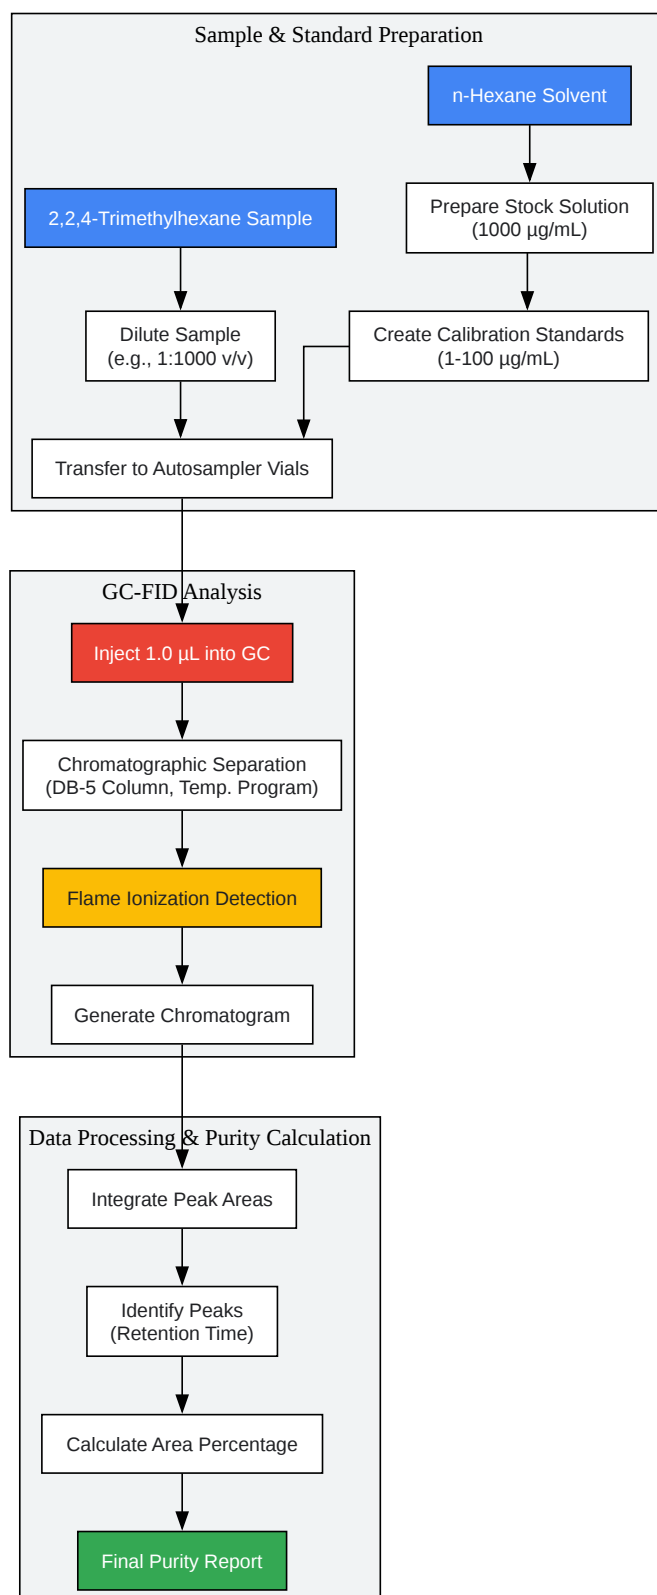 Sample & Standard Preparation
n-Hexane Solvent
2,2,4-Trimethylhexane Sample
Prepare Stock Solution
(1000 µg/mL)
Dilute Sample
(e.g., 1:1000 v/v)
Create Calibration Standards
(1-100 µg/mL)
Transfer to Autosampler Vials
GC-FID Analysis
Inject 1.0 µL into GC
Chromatographic Separation
(DB-5 Column, Temp. Program)
Flame Ionization Detection
Generate Chromatogram
Data Processing & Purity Calculation
Integrate Peak Areas
Identify Peaks
(Retention Time)
Calculate Area Percentage
Final Purity Report